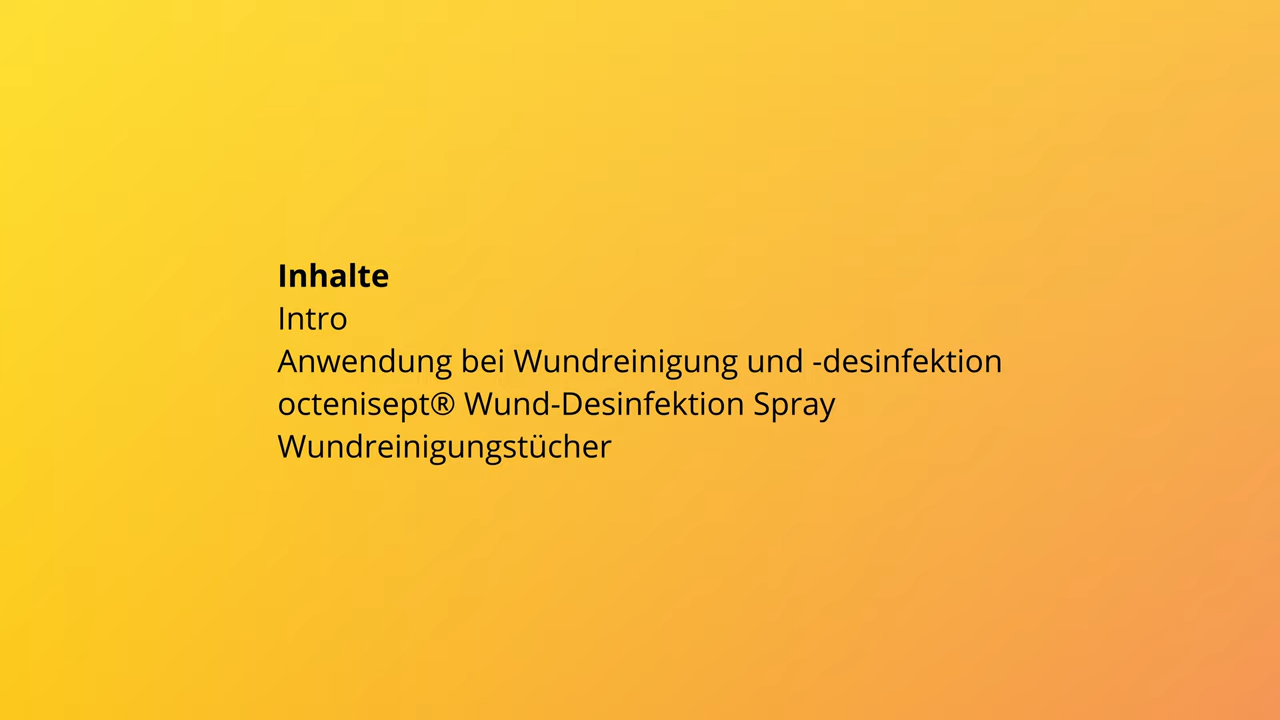 Inhalte
Intro
Anwendung bei Wundreinigung und -desinfektion
octenisept® Wund-Desinfektion Spray
Wundreinigungstücher